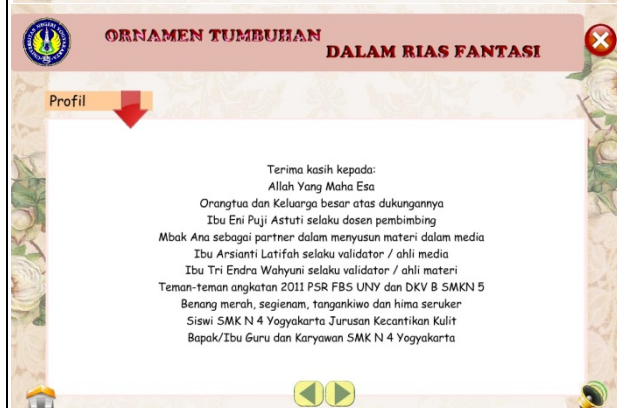 ORNAMEN TUMBUHAN
DALAM RIAS FANTASI
Profil
Terima kasih kepada:
Allah Yang Maha Esa
Orangtua dan Keluarga besar atas dukungannya
Ibu Eni Puji Astuti selaku dosen pembimbing
Mbak Ana sebagai partner dalam menyusun materi dalam media
Ibu Arsianti Latifah selaku validator / ahli media
Ibu Tri Endra Wahyuni selaku validator / ahli materi
Teman-teman angkatan 2011 PSR FBS UNY dan DKV B SMKN 5
Benang merah, segienam, tangankiwo dan hima seruker
Siswi SMK N 4 Yogyakarta Jurusan Kecantikan Kulit
Bapak/Ibu Guru dan Karyawan SMK N 4 Yogyakarta